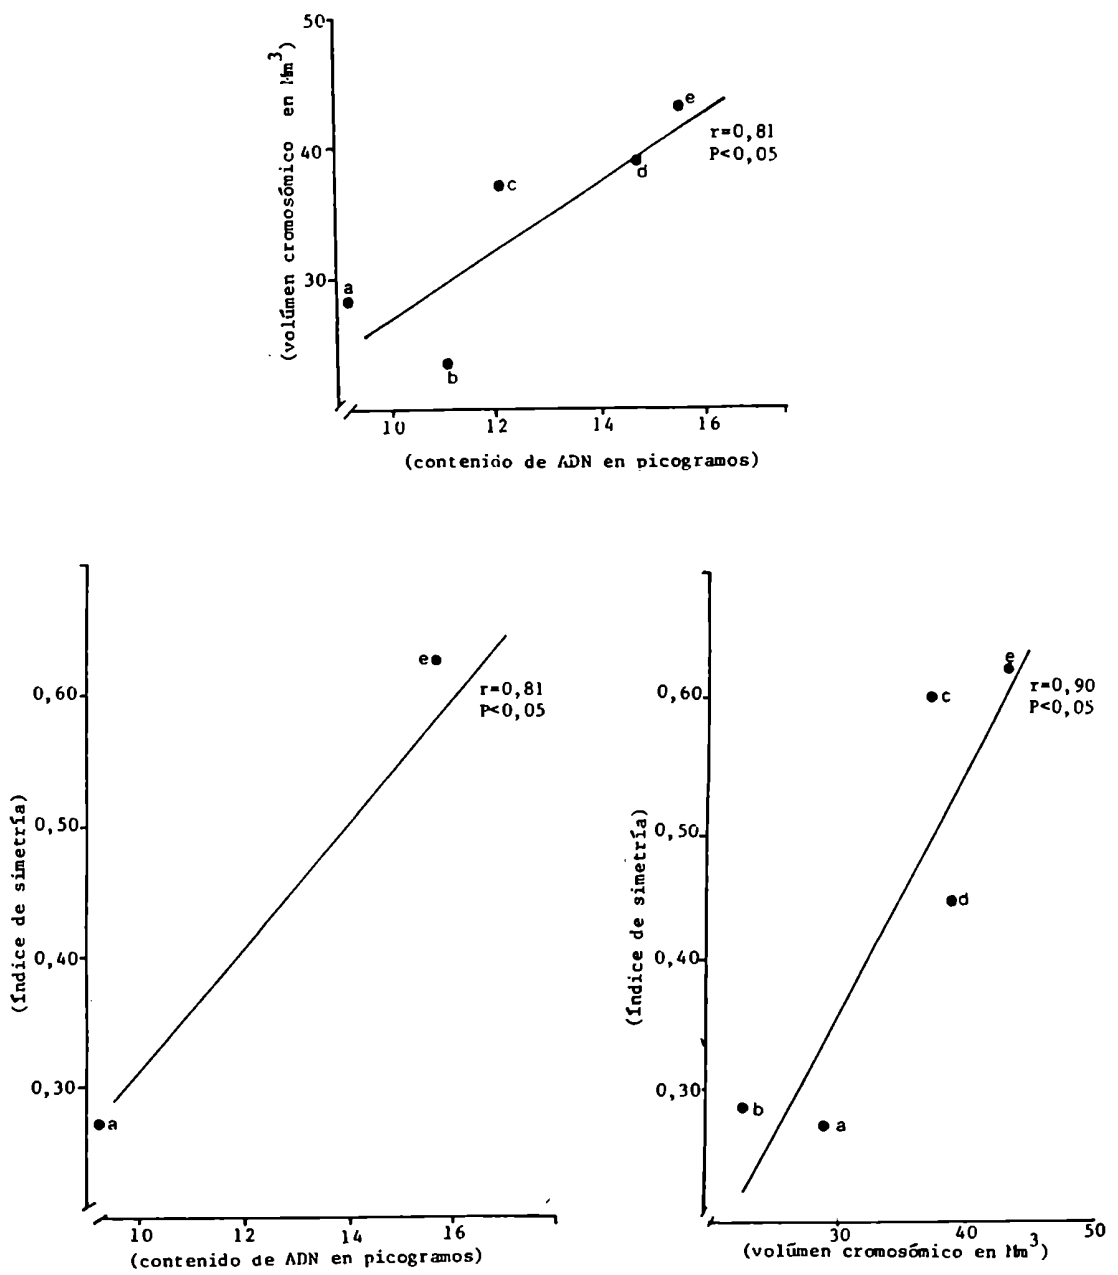 50
40
30
(volúmen cromosómico en Mm³)
a
b
c
d
e
r=0,81
P<0,05
10 12 14 16
(contenido de ADN en picogramos)
0,60
0,50
0,40
0,30
(índice de simetría)
e
a
r=0,81
P<0,05
10 12 14 16
(contenido de ADN en picogramos)
0,60
0,50
0,40
0,30
(índice de simetría)
e
c
d
b
a
r=0,90
P<0,05
30 40 50
(volúmen cromosómico en Mm³)